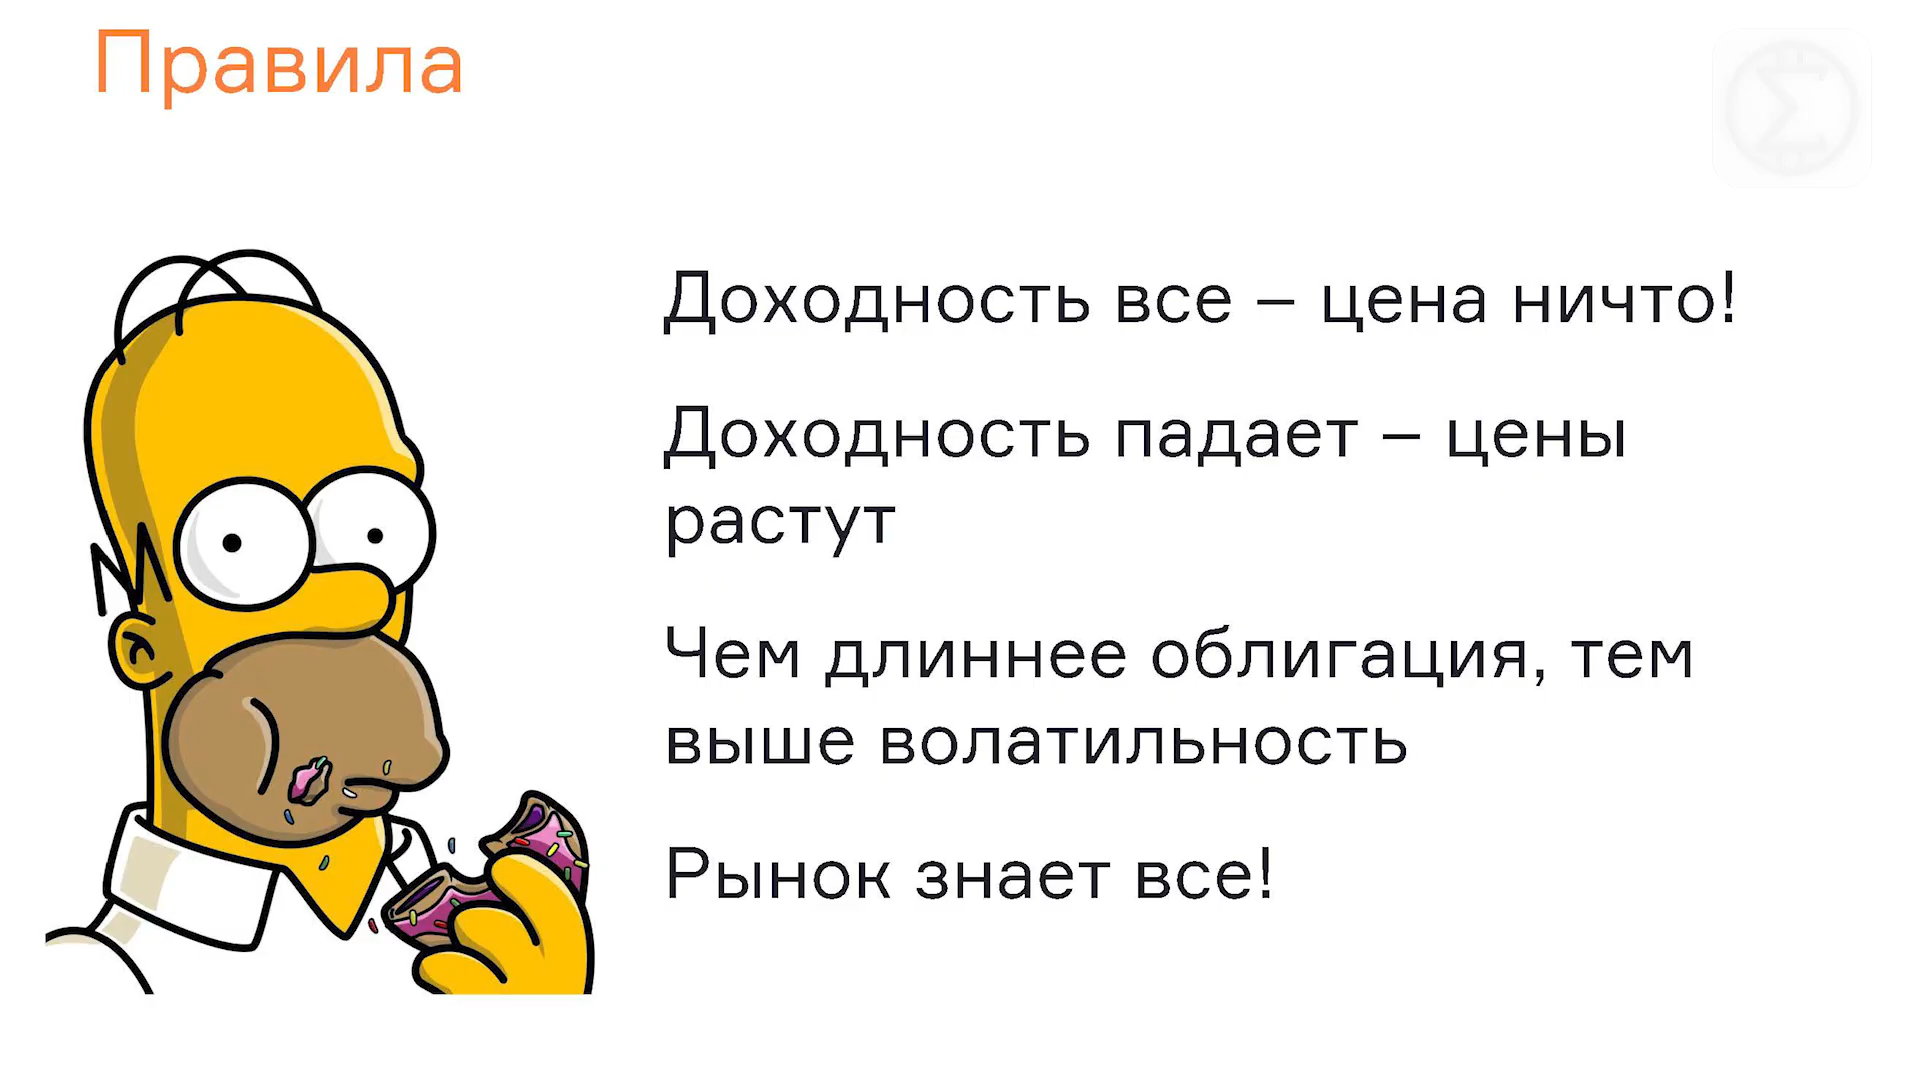 Правила
Доходность все – цена ничто!
Доходность падает – цены
растут
Чем длиннее облигация, тем
выше волатильность
Рынок знает все!